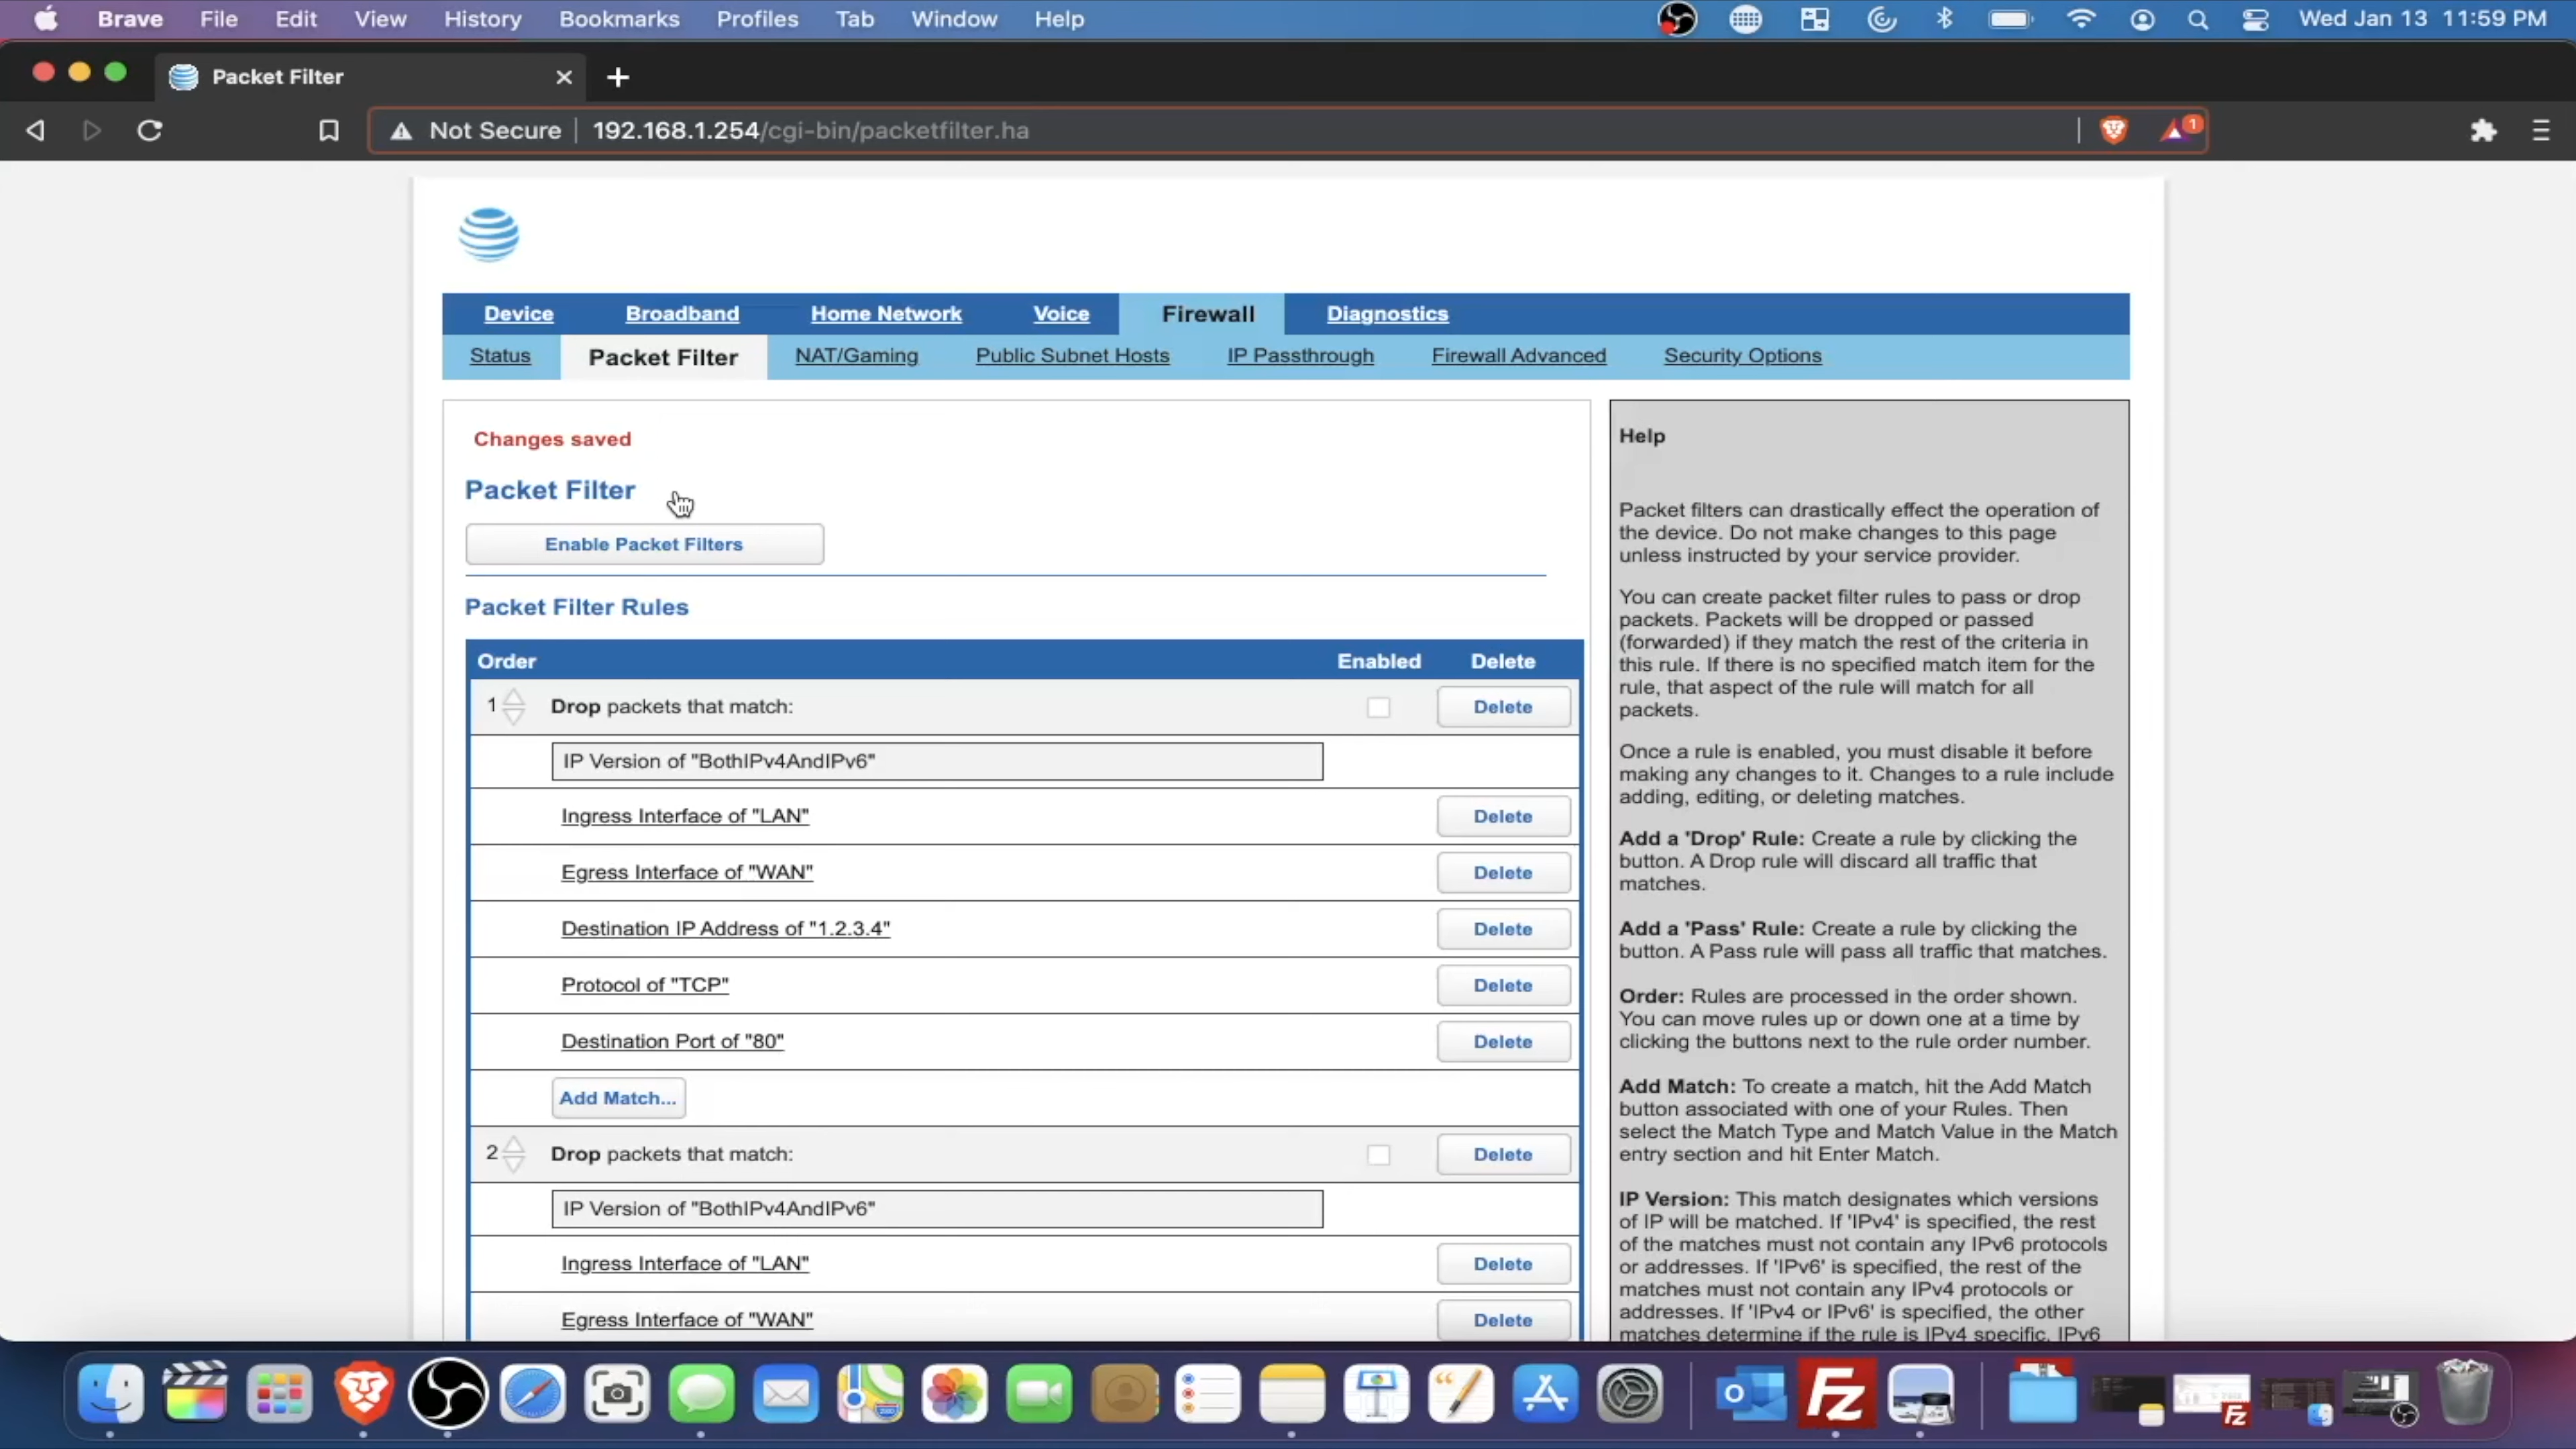 Brave File Edit View History Bookmarks Profiles Tab Window Help Wed Jan 13 11:59 PM
Packet Filter
Not Secure 192.168.1.254/cgi-bin/packetfilter.ha 1
Device Broadband Home Network Voice Firewall Diagnostics
Status Packet Filter NAT/Gaming Public Subnet Hosts IP Passthrough Firewall Advanced Security Options
Changes saved
Packet Filter
Enable Packet Filters
Packet Filter Rules
Order Enabled Delete
1 Drop packets that match: Delete
IP Version of "BothIPv4AndIPv6"
Ingress Interface of "LAN" Delete
Egress Interface of "WAN" Delete
Destination IP Address of "1.2.3.4" Delete
Protocol of "TCP" Delete
Destination Port of "80" Delete
Add Match...
2 Drop packets that match: Delete
IP Version of "BothIPv4AndIPv6"
Ingress Interface of "LAN" Delete
Egress Interface of "WAN" Delete
Help
Packet filters can drastically effect the operation of
the device. Do not make changes to this page
unless instructed by your service provider.
You can create packet filter rules to pass or drop
packets. Packets will be dropped or passed
(forwarded) if they match the rest of the criteria in
this rule. If there is no specified match item for the
rule, that aspect of the rule will match for all
packets.
Once a rule is enabled, you must disable it before
making any changes to it. Changes to a rule include
adding, editing, or deleting matches.
Add a 'Drop' Rule: Create a rule by clicking the
button. A Drop rule will discard all traffic that
matches.
Add a 'Pass' Rule: Create a rule by clicking the
button. A Pass rule will pass all traffic that matches.
Order: Rules are processed in the order shown.
You can move rules up or down one at a time by
clicking the buttons next to the rule order number.
Add Match: To create a match, hit the Add Match
button associated with one of your Rules. Then
select the Match Type and Match Value in the Match
entry section and hit Enter Match.
IP Version: This match designates which versions
of IP will be matched. If 'IPv4' is specified, the rest
of the matches must not contain any IPv6 protocols
or addresses. If 'IPv6' is specified, the rest of the
matches must not contain any IPv4 protocols or
addresses. If 'IPv4 or IPv6' is specified, the other
matches determine if the rule is IPv4 specific, IPv6